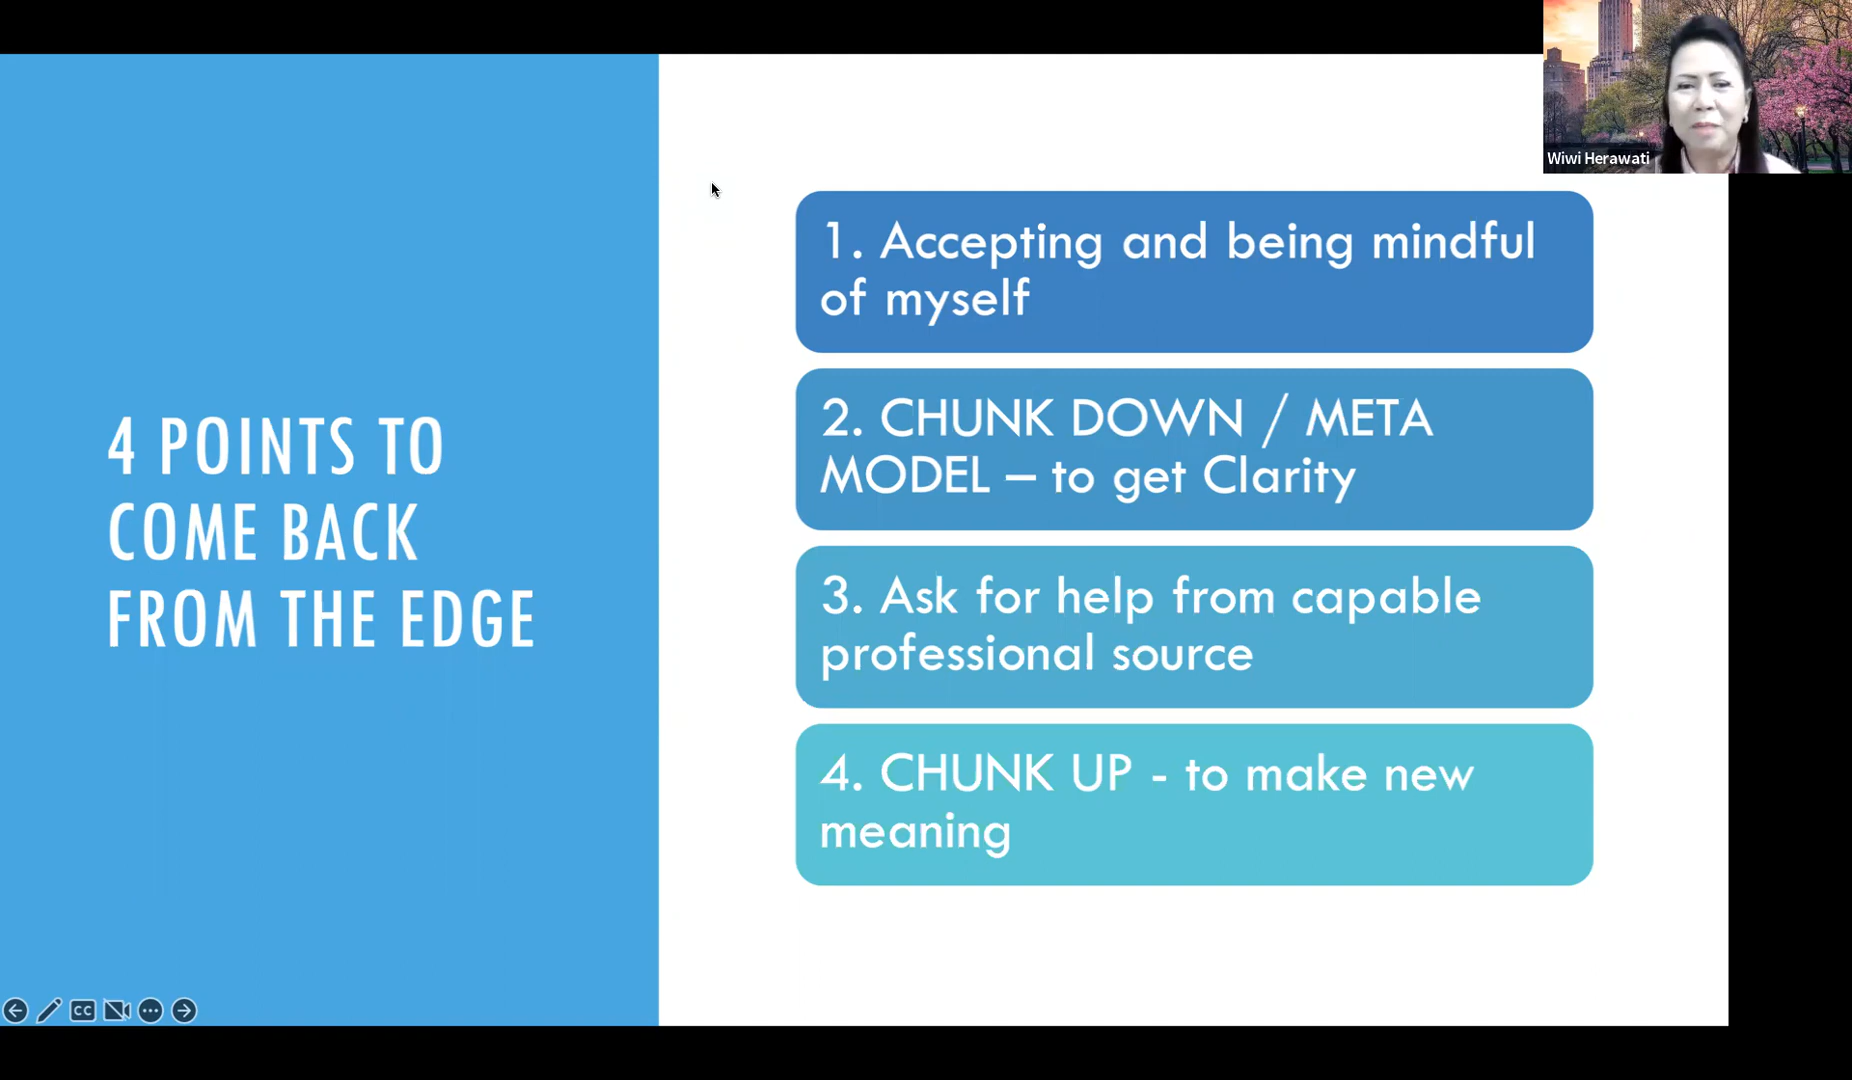 4 POINTS TO
COME BACK
FROM THE EDGE
1. Accepting and being mindful
of myself
2. CHUNK DOWN / META
MODEL – to get Clarity
3. Ask for help from capable
professional source
4. CHUNK UP - to make new
meaning
Wiwi Herawati
CC